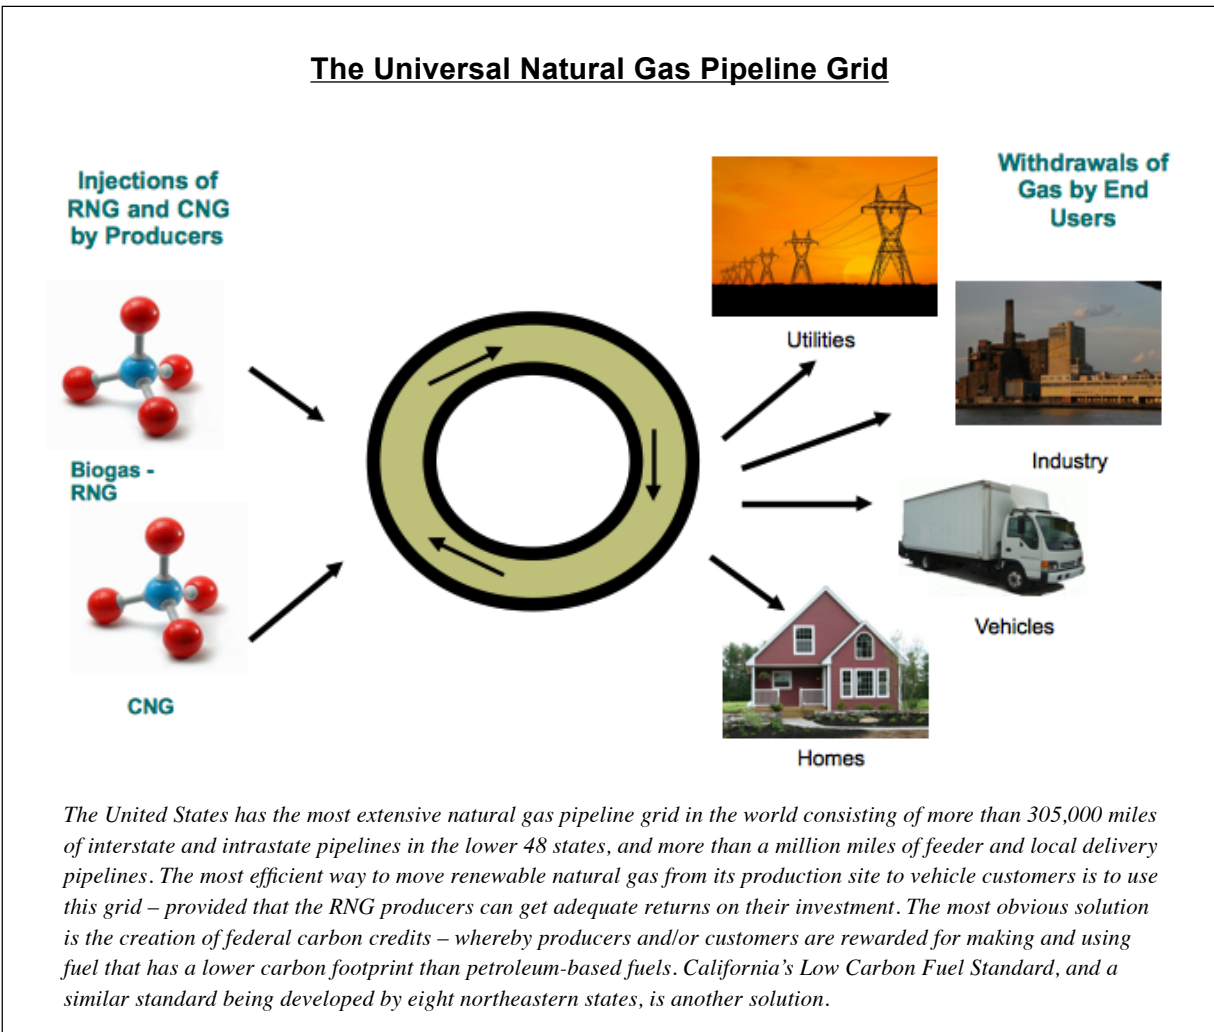 The Universal Natural Gas Pipeline Grid
Injections of
RNG and CNG
by Producers
Withdrawals of
Gas by End
Users
Utilities
Industry
Biogas -
RNG
Vehicles
CNG
Homes
The United States has the most extensive natural gas pipeline grid in the world consisting of more than 305,000 miles
of interstate and intrastate pipelines in the lower 48 states, and more than a million miles of feeder and local delivery
pipelines. The most efficient way to move renewable natural gas from its production site to vehicle customers is to use
this grid – provided that the RNG producers can get adequate returns on their investment. The most obvious solution
is the creation of federal carbon credits – whereby producers and/or customers are rewarded for making and using
fuel that has a lower carbon footprint than petroleum-based fuels. California’s Low Carbon Fuel Standard, and a
similar standard being developed by eight northeastern states, is another solution.